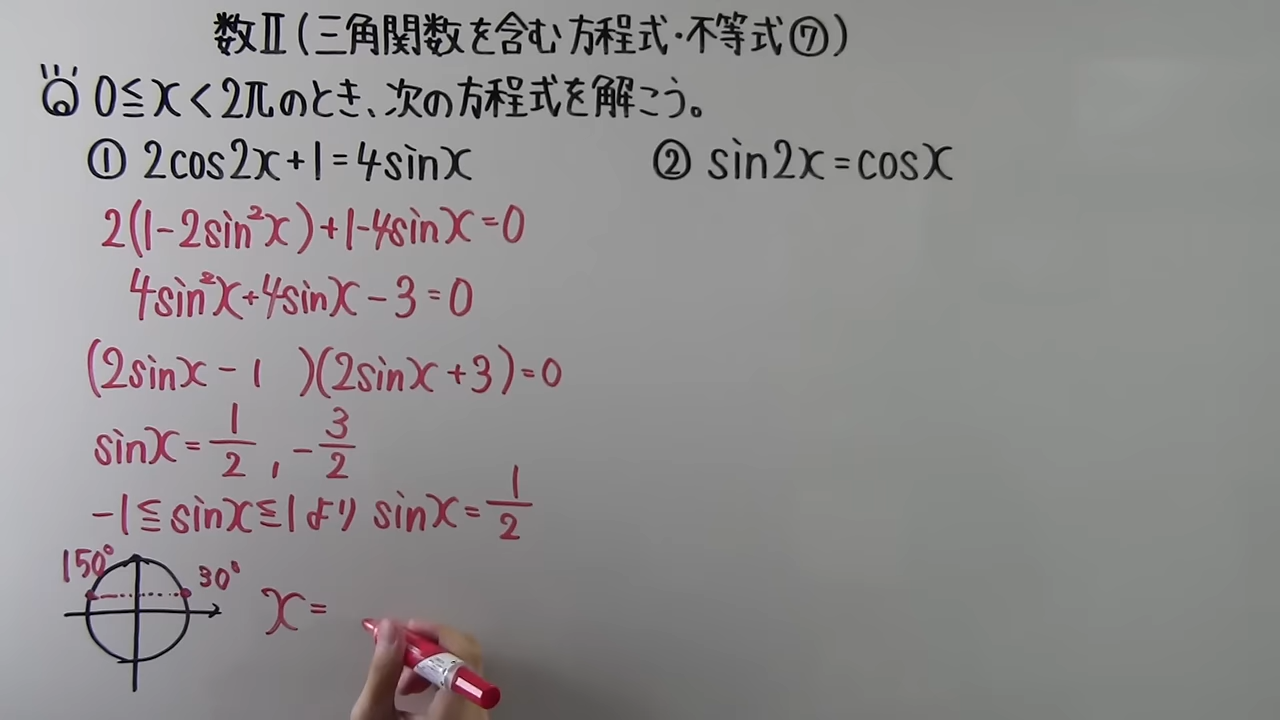 数Ⅱ(三角関数を含む方程式・不等式⑦)
0≦x<2πのとき、次の方程式を解こう。
① 2cos2x+1=4sinx
2(1-2sin²x)+1-4sinx=0
4sin²x+4sinx-3=0
(2sinx-1 )(2sinx+3)=0
sinx=1/2, -3/2
-1≦sinx≦1より sinx=1/2
150° 30° x=
② sin2x=cosx